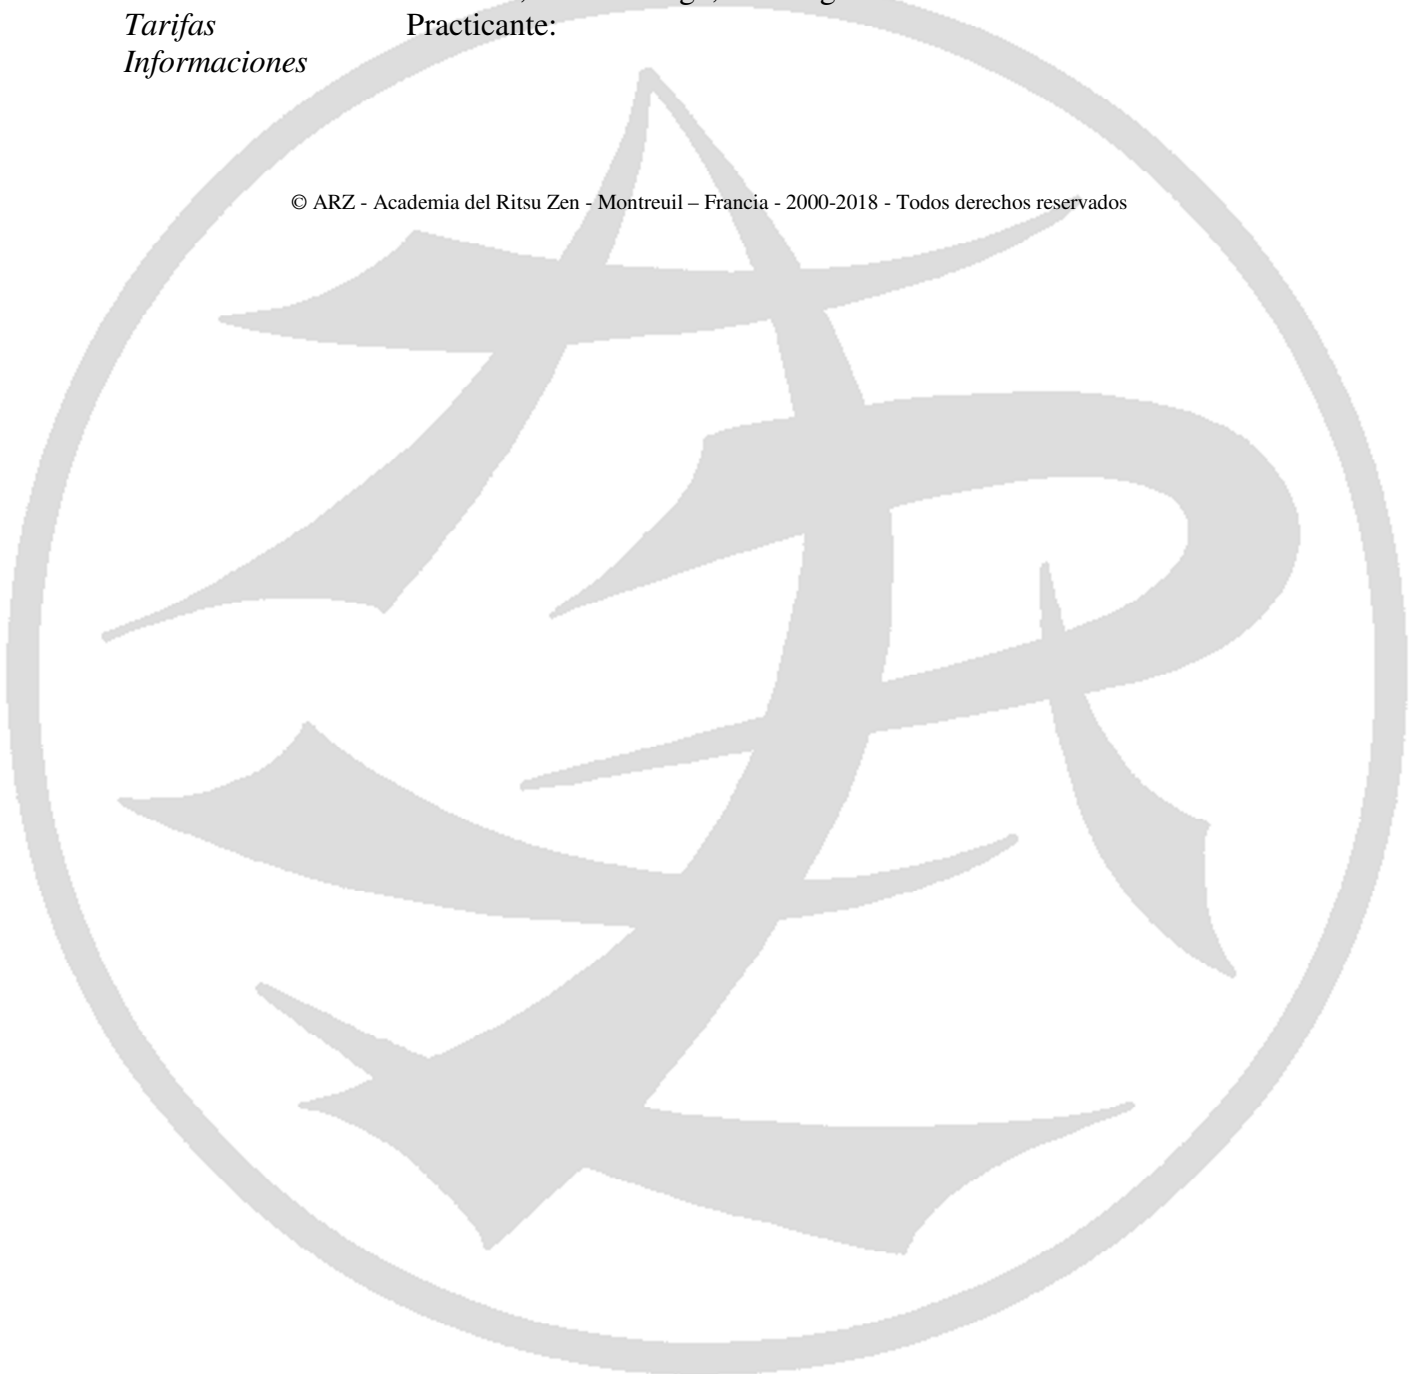 Tarifas Practicante:
Informaciones
© ARZ - Academia del Ritsu Zen - Montreuil – Francia - 2000-2018 - Todos derechos reservados